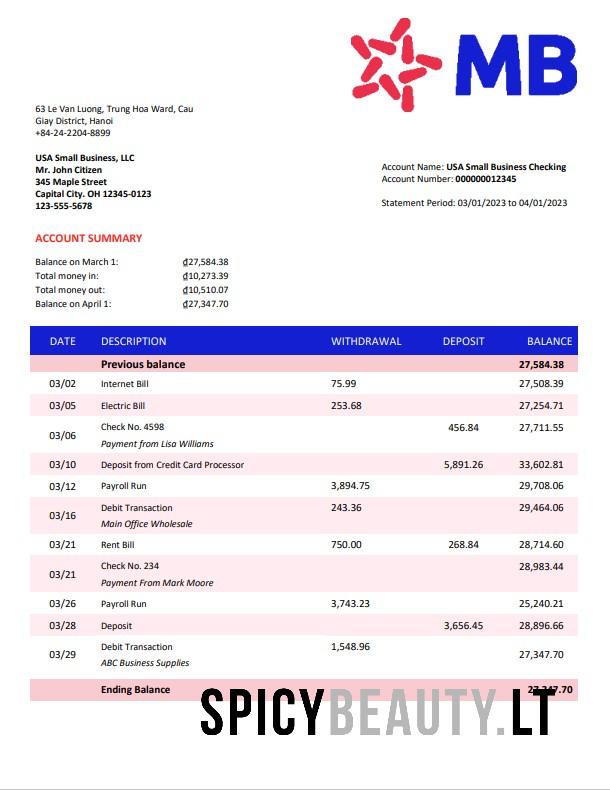 MB
63 Le Van Luong, Trung Hoa Ward, Cau
Giay District, Hanoi
+84-24-2204-8899
USA Small Business, LLC
Mr. John Citizen
345 Maple Street
Capital City. OH 12345-0123
123-555-5678
Account Name: USA Small Business Checking
Account Number: 000000012345
Statement Period: 03/01/2023 to 04/01/2023
ACCOUNT SUMMARY
Balance on March 1: ₫27,584.38
Total money in: ₫10,273.39
Total money out: ₫10,510.07
Balance on April 1: ₫27,347.70
DATE DESCRIPTION WITHDRAWAL DEPOSIT BALANCE
Previous balance 27,584.38
03/02 Internet Bill 75.99 27,508.39
03/05 Electric Bill 253.68 27,254.71
03/06 Check No. 4598 456.84 27,711.55
Payment from Lisa Williams
03/10 Deposit from Credit Card Processor 5,891.26 33,602.81
03/12 Payroll Run 3,894.75 29,708.06
03/16 Debit Transaction 243.36 29,464.06
Main Office Wholesale
03/21 Rent Bill 750.00 268.84 28,714.60
03/21 Check No. 234 28,983.44
Payment From Mark Moore
03/26 Payroll Run 3,743.23 25,240.21
03/28 Deposit 3,656.45 28,896.66
03/29 Debit Transaction 1,548.96 27,347.70
ABC Business Supplies
Ending Balance 27,347.70
SPICYBEAUTY.LT